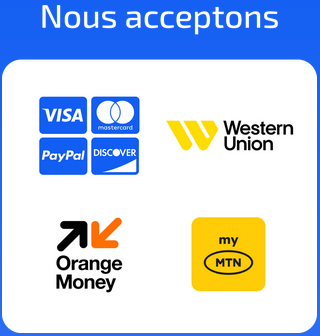 Nous acceptons
VISA
mastercard
PayPal
DISCOVER
Western
Union
Orange
Money
my
MTN